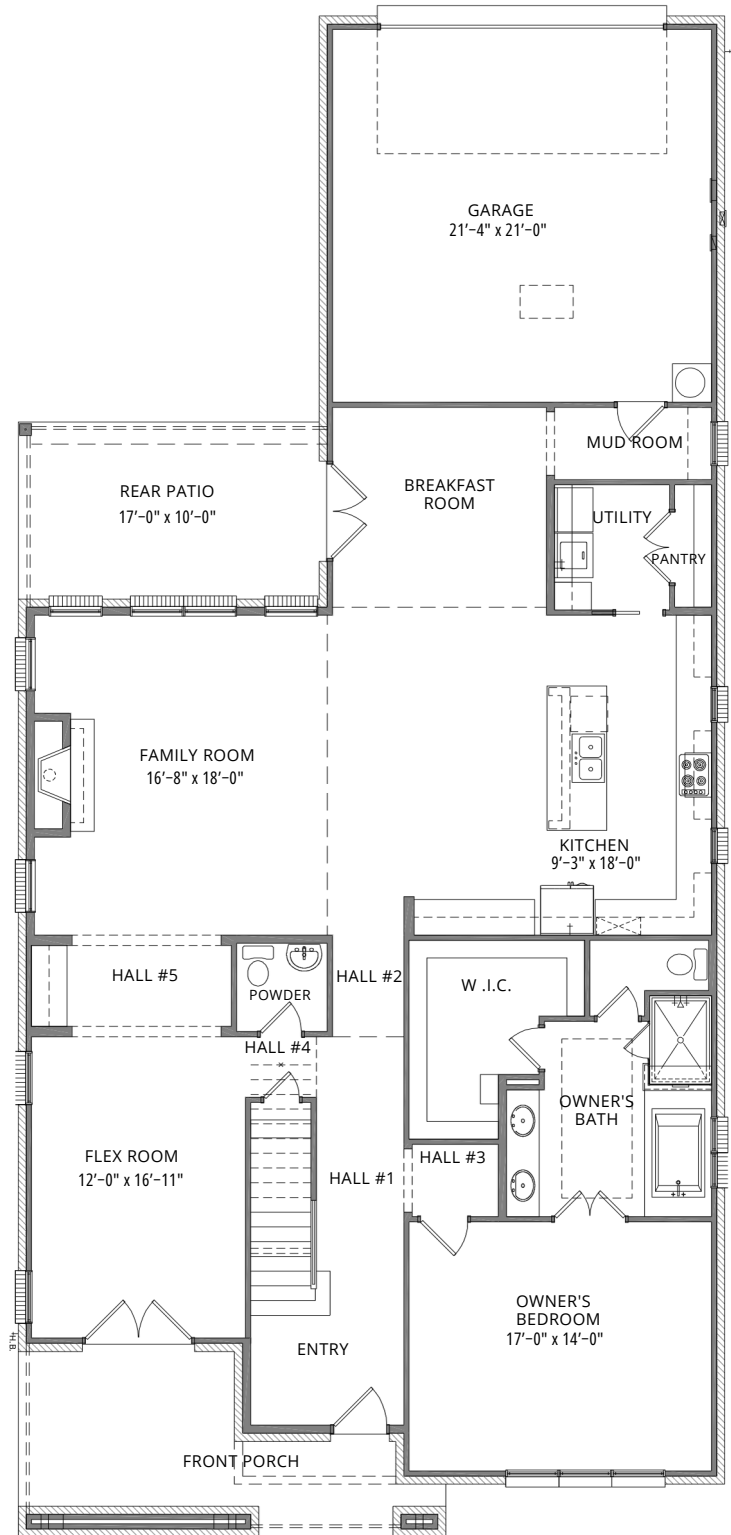 GARAGE
21'-4" x 21'-0"
MUD ROOM
REAR PATIO
17'-0" x 10'-0"
BREAKFAST
ROOM
UTILITY
PANTRY
FAMILY ROOM
16'-8" x 18'-0"
KITCHEN
9'-3" x 18'-0"
HALL #5
HALL #2
W .I.C.
POWDER
HALL #4
OWNER'S
BATH
FLEX ROOM
12'-0" x 16'-11"
HALL #1
HALL #3
OWNER'S
BEDROOM
17'-0" x 14'-0"
ENTRY
H.B.
FRONT PORCH